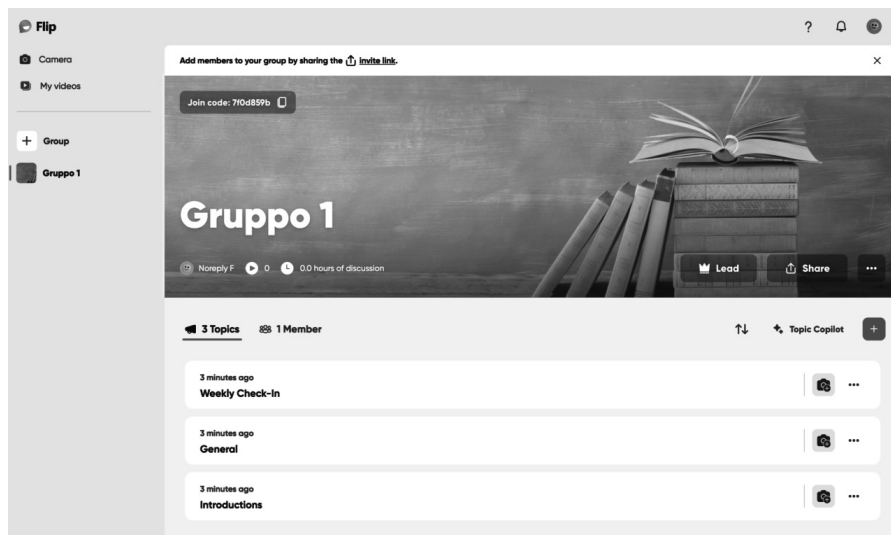 Flip
Camera
My videos
Group
Gruppo 1
Add members to your group by sharing the invite link.
Join code: 7f0d859b
Gruppo 1
Noreply F 0 0.0 hours of discussion
Lead Share
3 Topics 1 Member
Topic Copilot
3 minutes ago
Weekly Check-In
3 minutes ago
General
3 minutes ago
Introductions